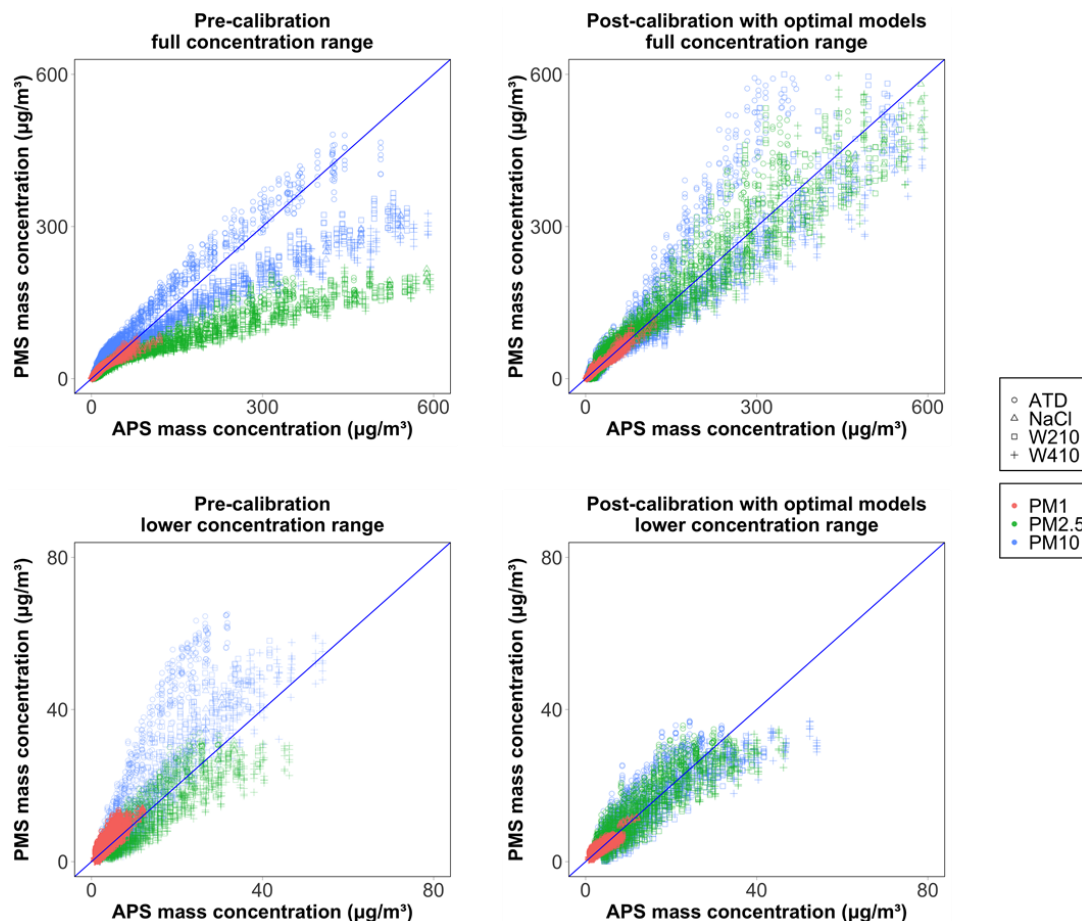 Pre-calibration
full concentration range
PMS mass concentration (µg/m³)
600
300
0
0 300 600
APS mass concentration (µg/m³)
Post-calibration with optimal models
full concentration range
PMS mass concentration (µg/m³)
600
300
0
0 300 600
APS mass concentration (µg/m³)
ATD
NaCl
W210
W410
PM1
PM2.5
PM10
Pre-calibration
lower concentration range
PMS mass concentration (µg/m³)
80
40
0
0 40 80
APS mass concentration (µg/m³)
Post-calibration with optimal models
lower concentration range
PMS mass concentration (µg/m³)
80
40
0
0 40 80
APS mass concentration (µg/m³)